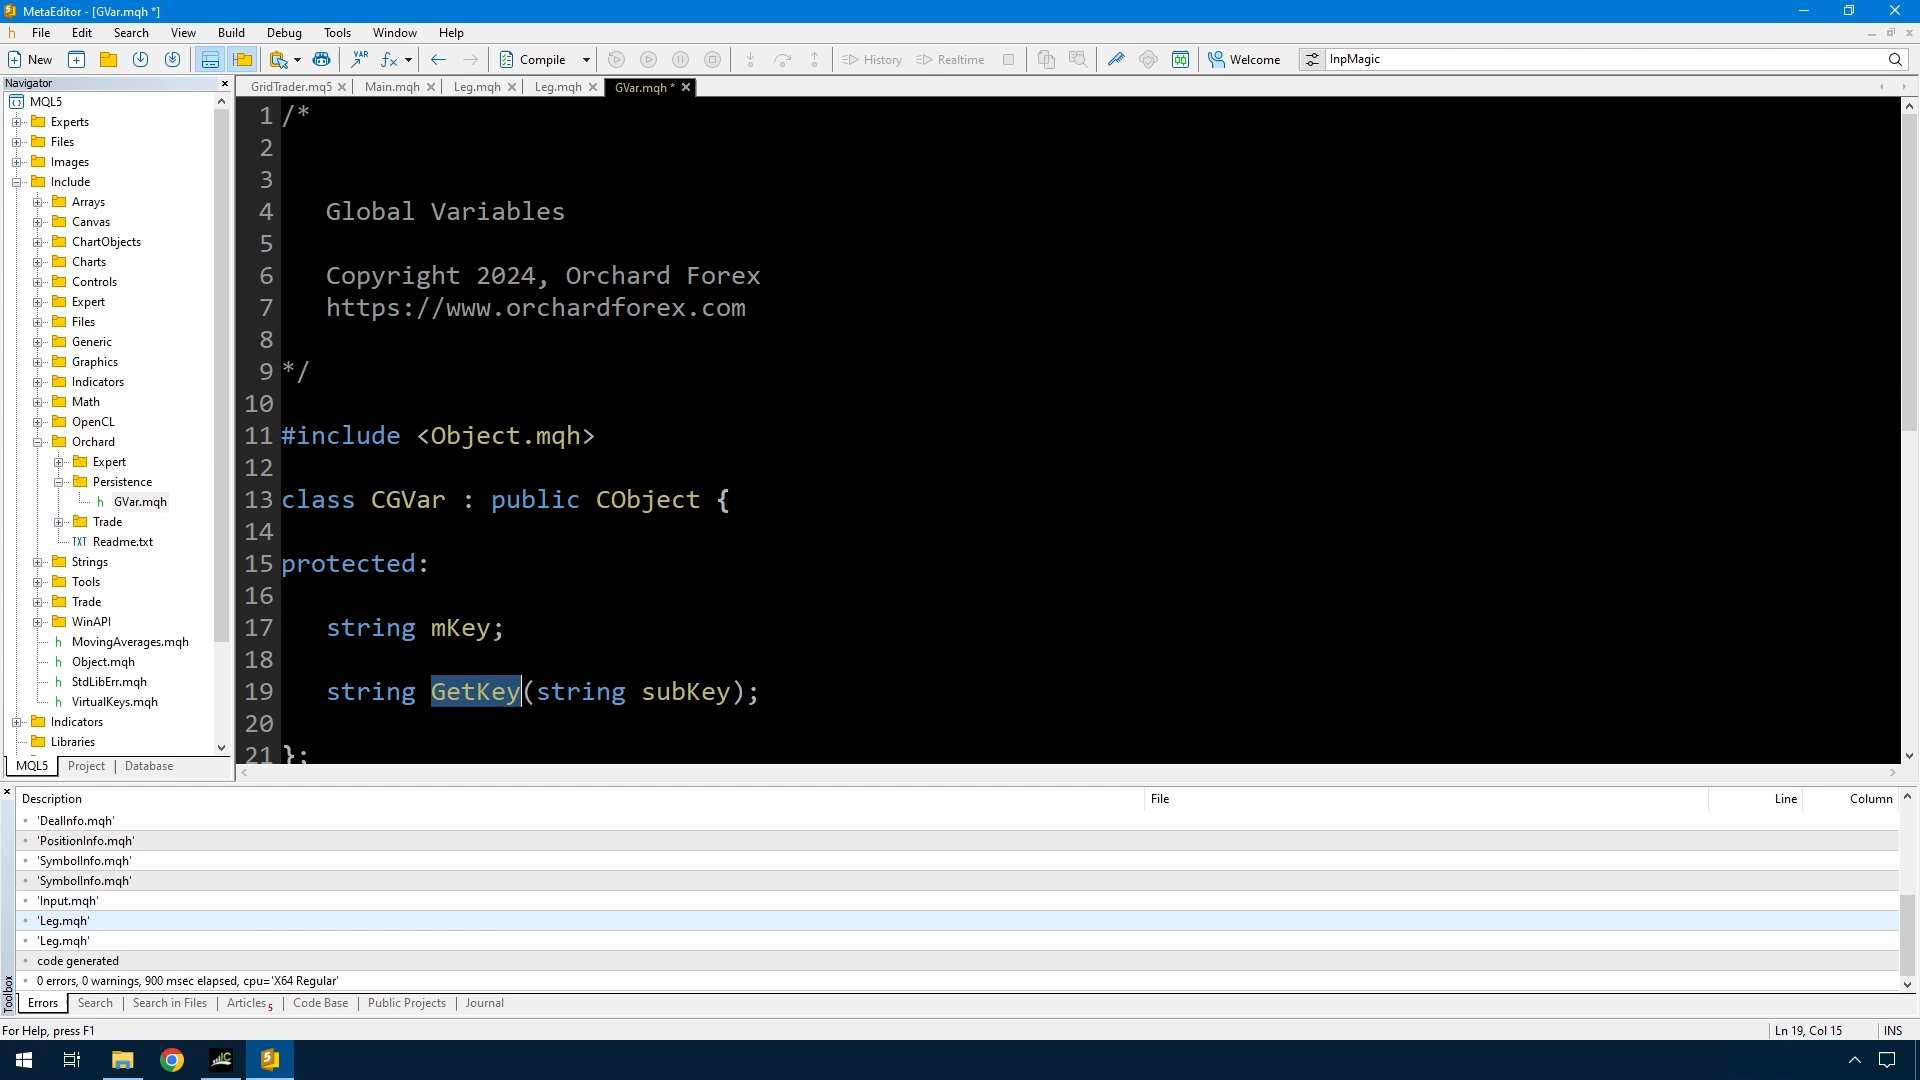 MetaEditor - [GVar.mqh *]
File Edit Search View Build Debug Tools Window Help
New Compile History Realtime Welcome InpMagic
Navigator
GridTrader.mq5 Main.mqh Leg.mqh Leg.mqh GVar.mqh *
MQL5
Experts
Files
Images
Include
Arrays
Canvas
ChartObjects
Charts
Controls
Expert
Files
Generic
Graphics
Indicators
Math
OpenCL
Orchard
Expert
Persistence
GVar.mqh
Trade
TXT Readme.txt
Strings
Tools
Trade
WinAPI
MovingAverages.mqh
Object.mqh
StdLibErr.mqh
VirtualKeys.mqh
Indicators
Libraries
MQL5 Project Database
1 /*
2
3
4 Global Variables
5
6 Copyright 2024, Orchard Forex
7 https://www.orchardforex.com
8
9 */
10
11 #include <Object.mqh>
12
13 class CGVar : public CObject {
14
15 protected:
16
17 string mKey;
18
19 string GetKey(string subKey);
20
21 };
Description File Line Column
'DealInfo.mqh'
'PositionInfo.mqh'
'SymbolInfo.mqh'
'SymbolInfo.mqh'
'Input.mqh'
'Leg.mqh'
'Leg.mqh'
code generated
0 errors, 0 warnings, 900 msec elapsed, cpu='X64 Regular'
Toolbox
Errors Search Search in Files Articles 5 Code Base Public Projects Journal
For Help, press F1 Ln 19, Col 15 INS